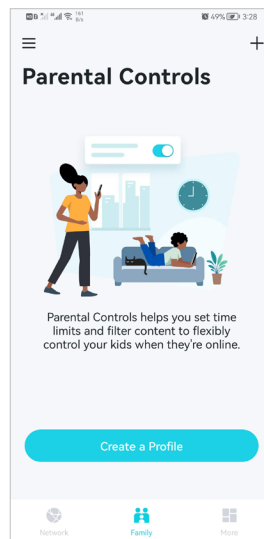 49% 3:28
Parental Controls
Parental Controls helps you set time
limits and filter content to flexibly
control your kids when they're online.
Create a Profile
Network Family More